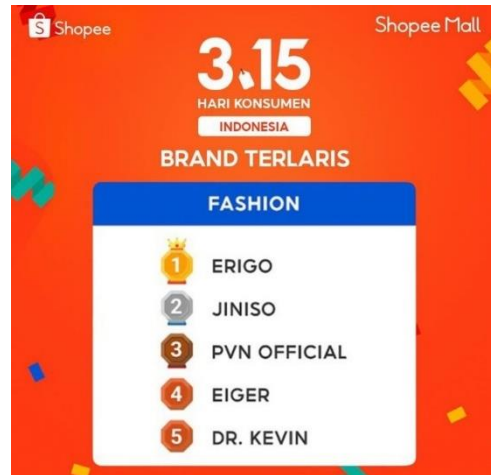 S Shopee
Shopee Mall
3.15
HARI KONSUMEN
INDONESIA
BRAND TERLARIS
FASHION
1 ERIGO
2 JINISO
3 PVN OFFICIAL
4 EIGER
5 DR. KEVIN